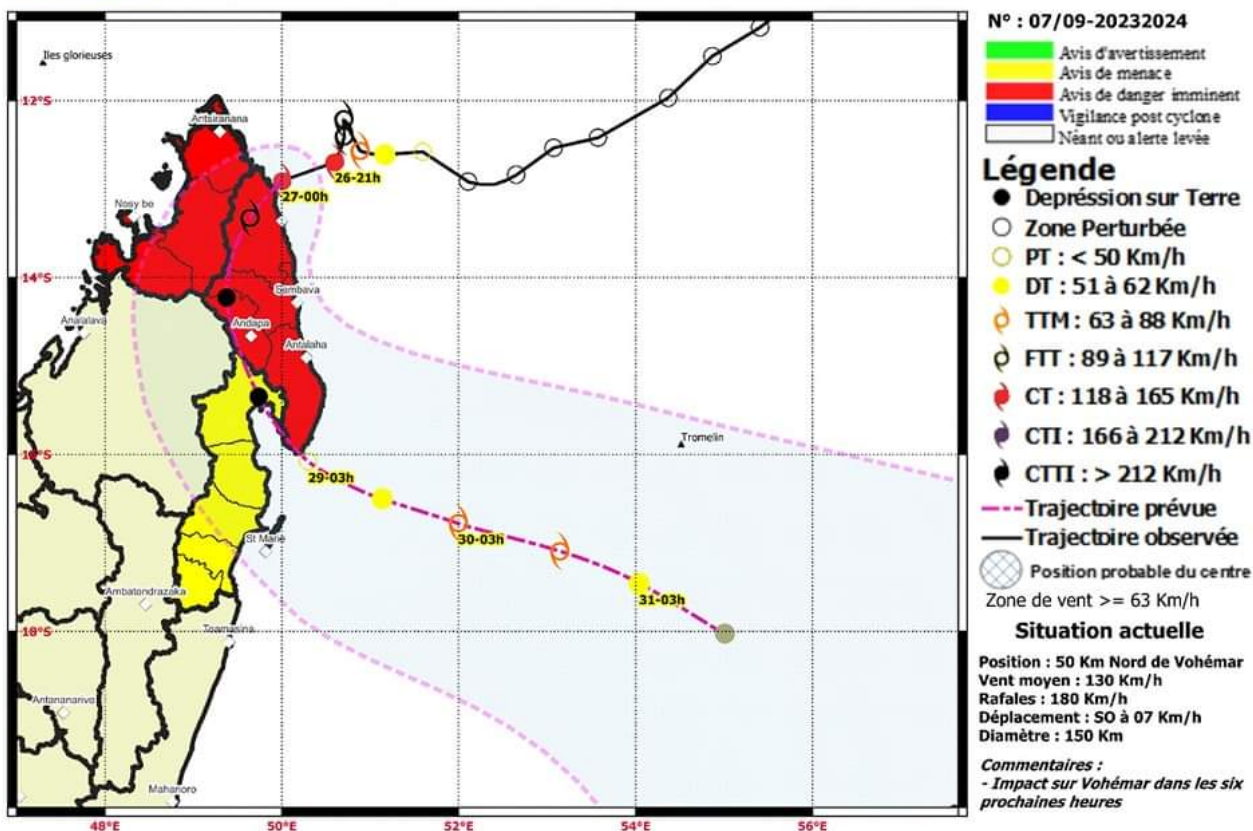 N° : 07/09-20232024
Avis d'avertissement
Avis de menace
Avis de danger imminent
Vigilance post cyclone
Néant ou alerte levée
Légende
Depréssion sur Terre
Zone Perturbée
PT : < 50 Km/h
DT : 51 à 62 Km/h
TTM : 63 à 88 Km/h
FTT : 89 à 117 Km/h
CT : 118 à 165 Km/h
CTI : 166 à 212 Km/h
CTTI : > 212 Km/h
Trajectoire prévue
Trajectoire observée
Position probable du centre
Zone de vent >= 63 Km/h
Situation actuelle
Position : 50 Km Nord de Vohémar
Vent moyen : 130 Km/h
Rafales : 180 Km/h
Déplacement : SO à 07 Km/h
Diamètre : 150 Km
Commentaires :
- Impact sur Vohémar dans les six
prochaines heures
Iles glorieuses
12°S
Antsiranana
26-21h
27-00h
Nosy be
14°S
Sambava
Analalava
Andapa
Antalaha
Tromelin
29-03h
30-03h
St Marie
31-03h
Ambatondrazaka
Toamasina
Antananarivo
Mahanoro
48°E
50°E
52°E
54°E
56°E